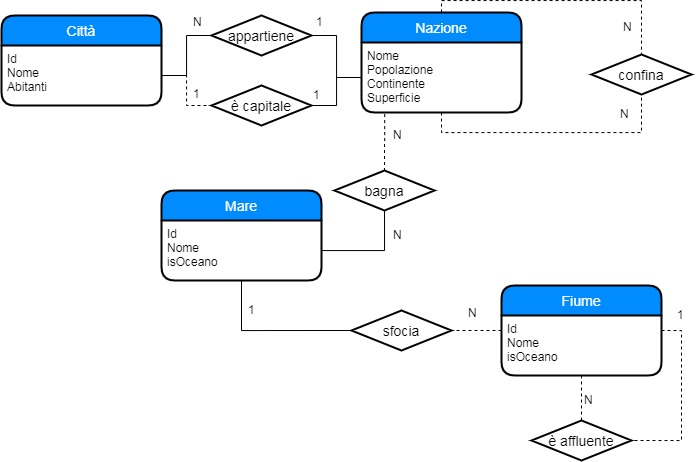 Città
Id
Nome
Abitanti
N
appartiene
1
1
è capitale
1
Nazione
Nome
Popolazione
Continente
Superficie
N
confina
N
N
bagna
N
Mare
Id
Nome
isOceano
1
sfocia
N
Fiume
Id
Nome
isOceano
1
N
è affluente